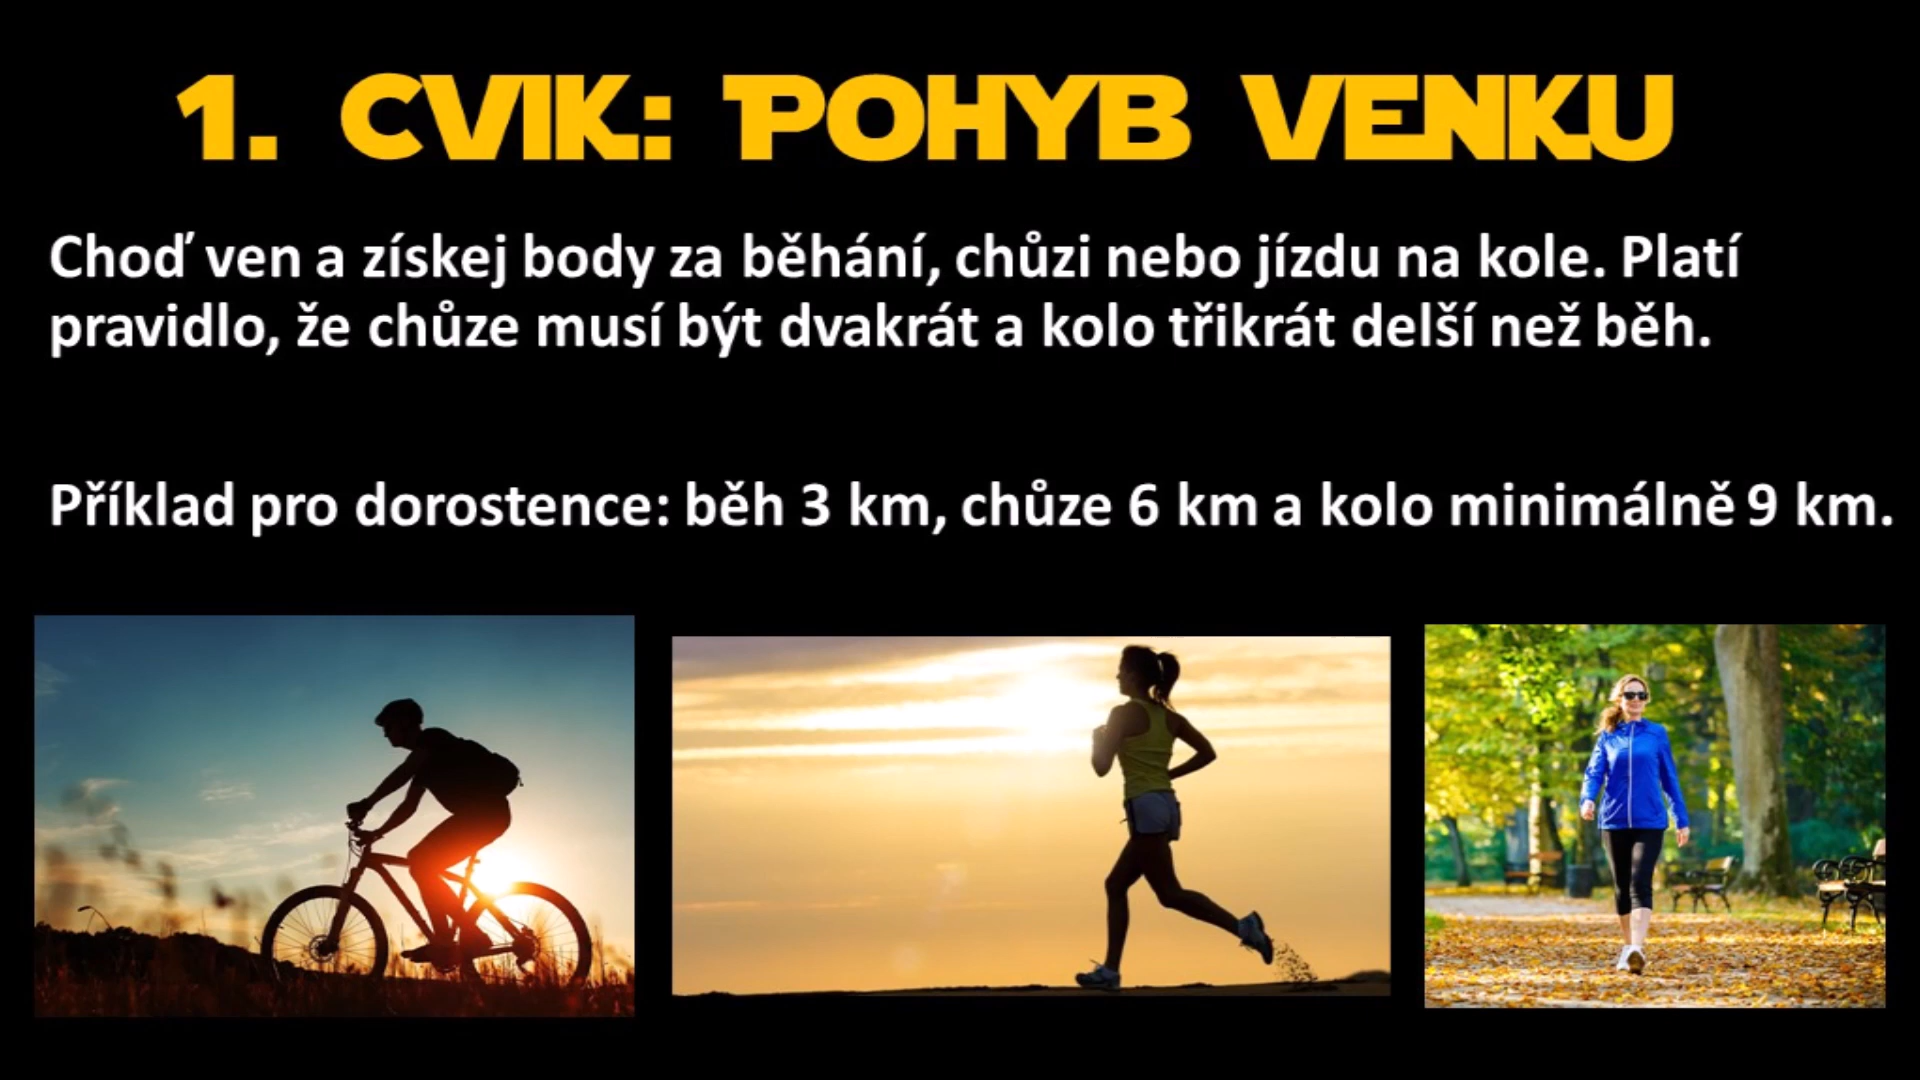 1. CVIK: POHYB VENKU
Choď ven a získej body za běhání, chůzi nebo jízdu na kole. Platí
pravidlo, že chůze musí být dvakrát a kolo třikrát delší než běh.
Příklad pro dorostence: běh 3 km, chůze 6 km a kolo minimálně 9 km.